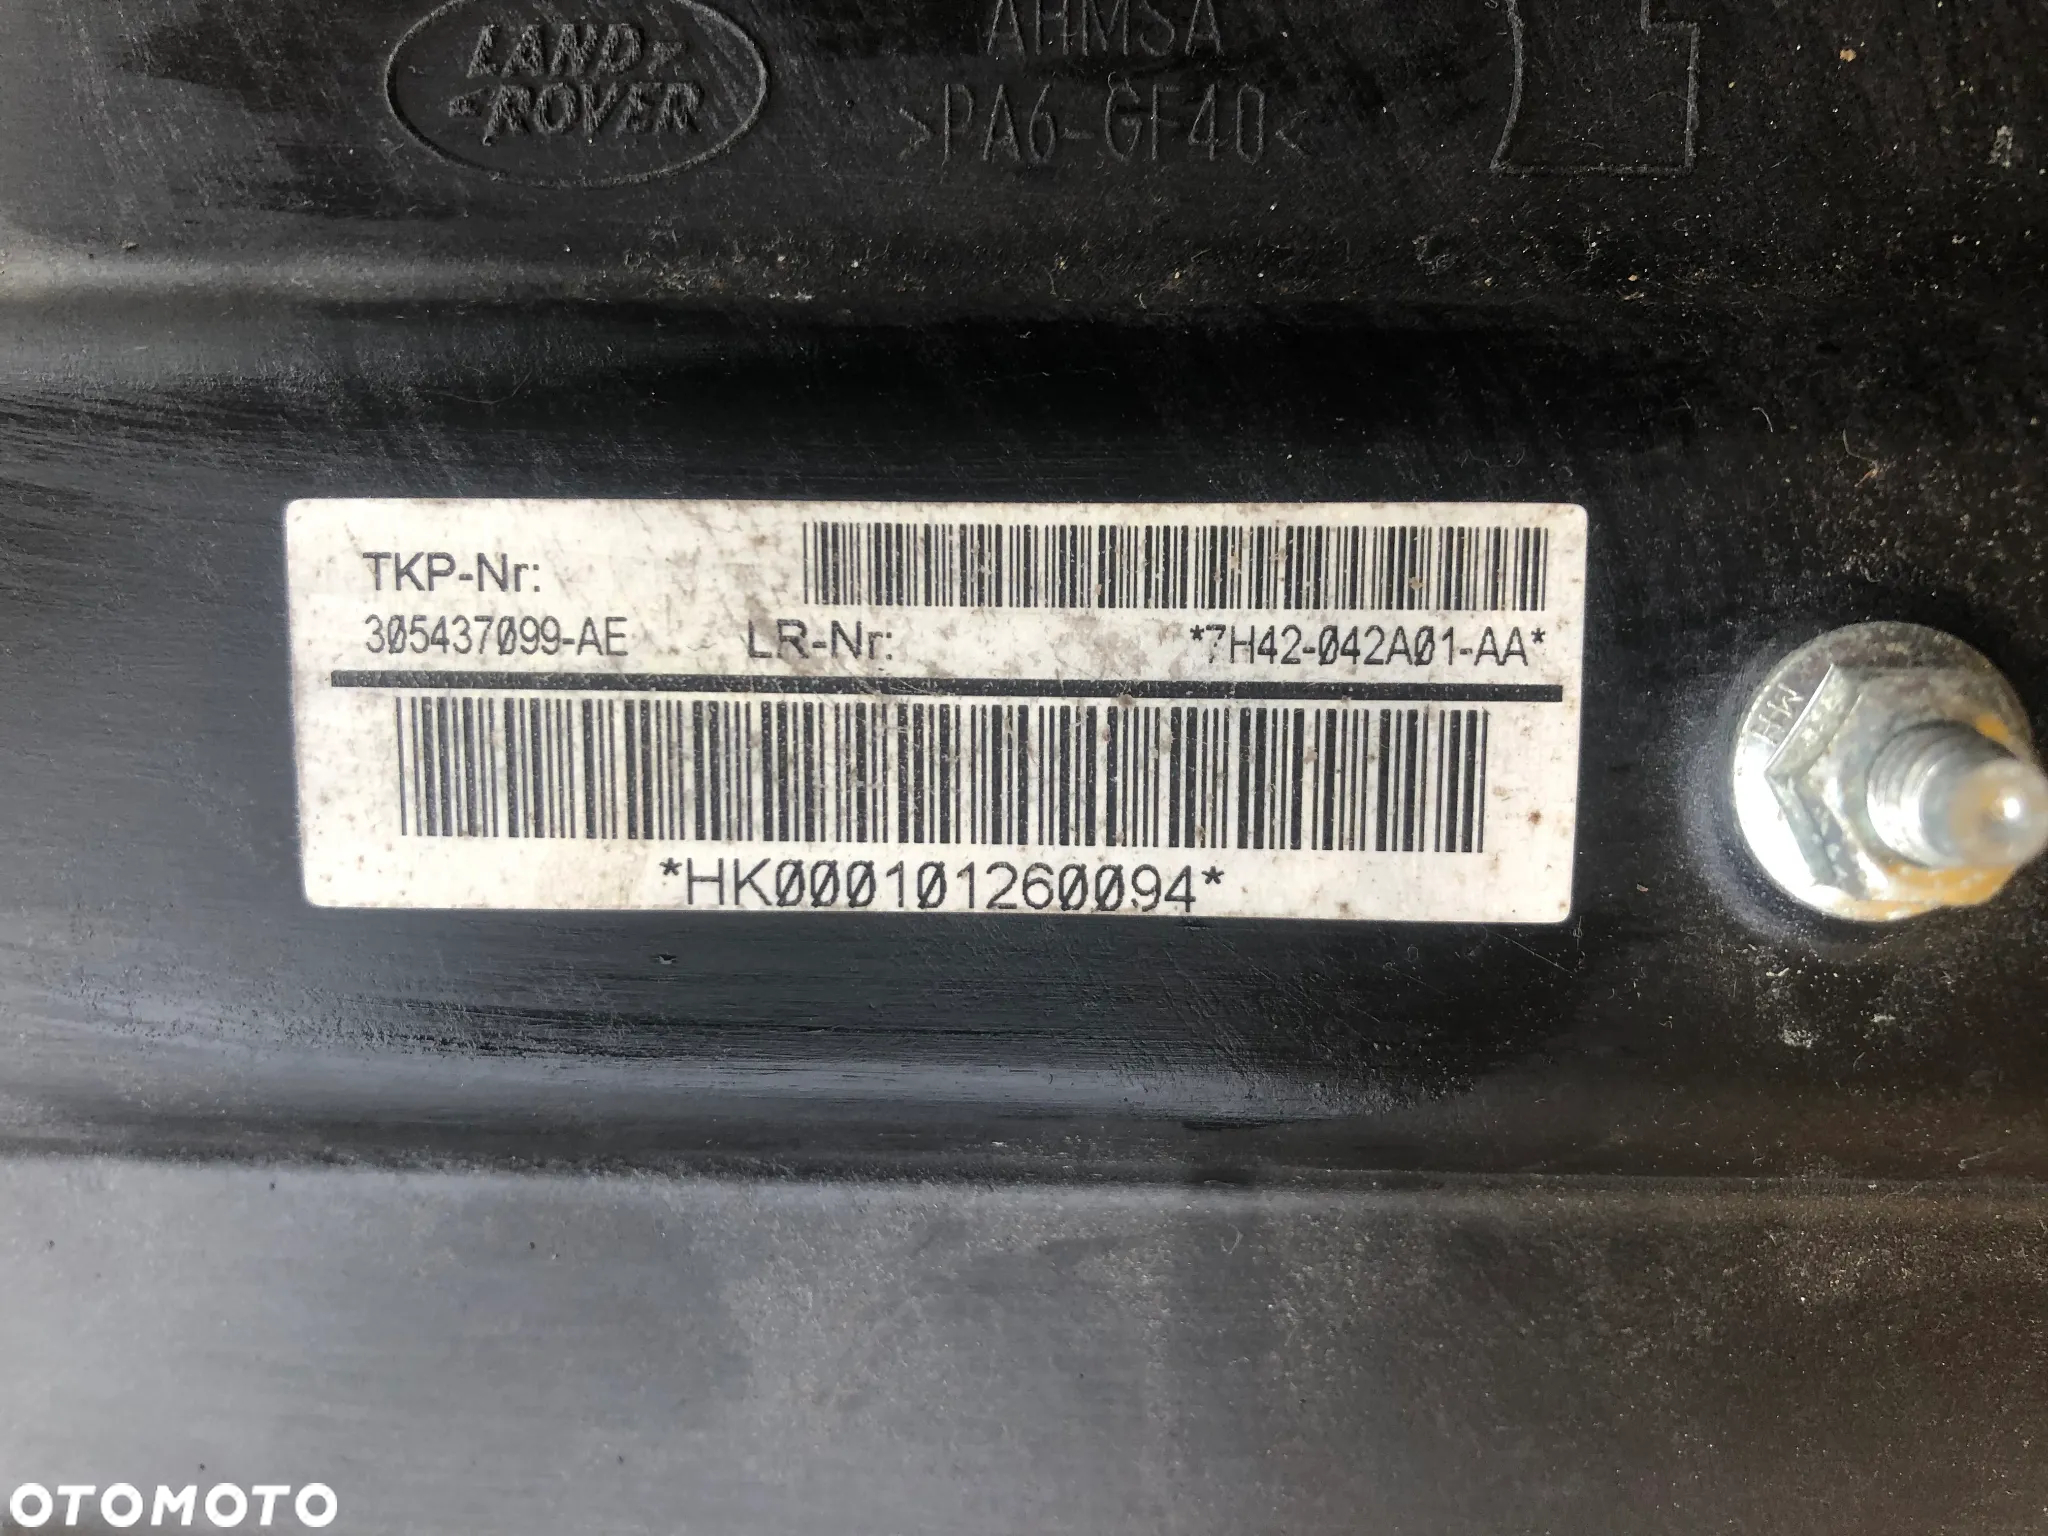 LAND
ROVER
AHMSA
>PA6-GF40<
TKP-Nr:
305437099-AE
LR-Nr:
*7H42-042A01-AA*
*HK000101260094*
OTOMOTO